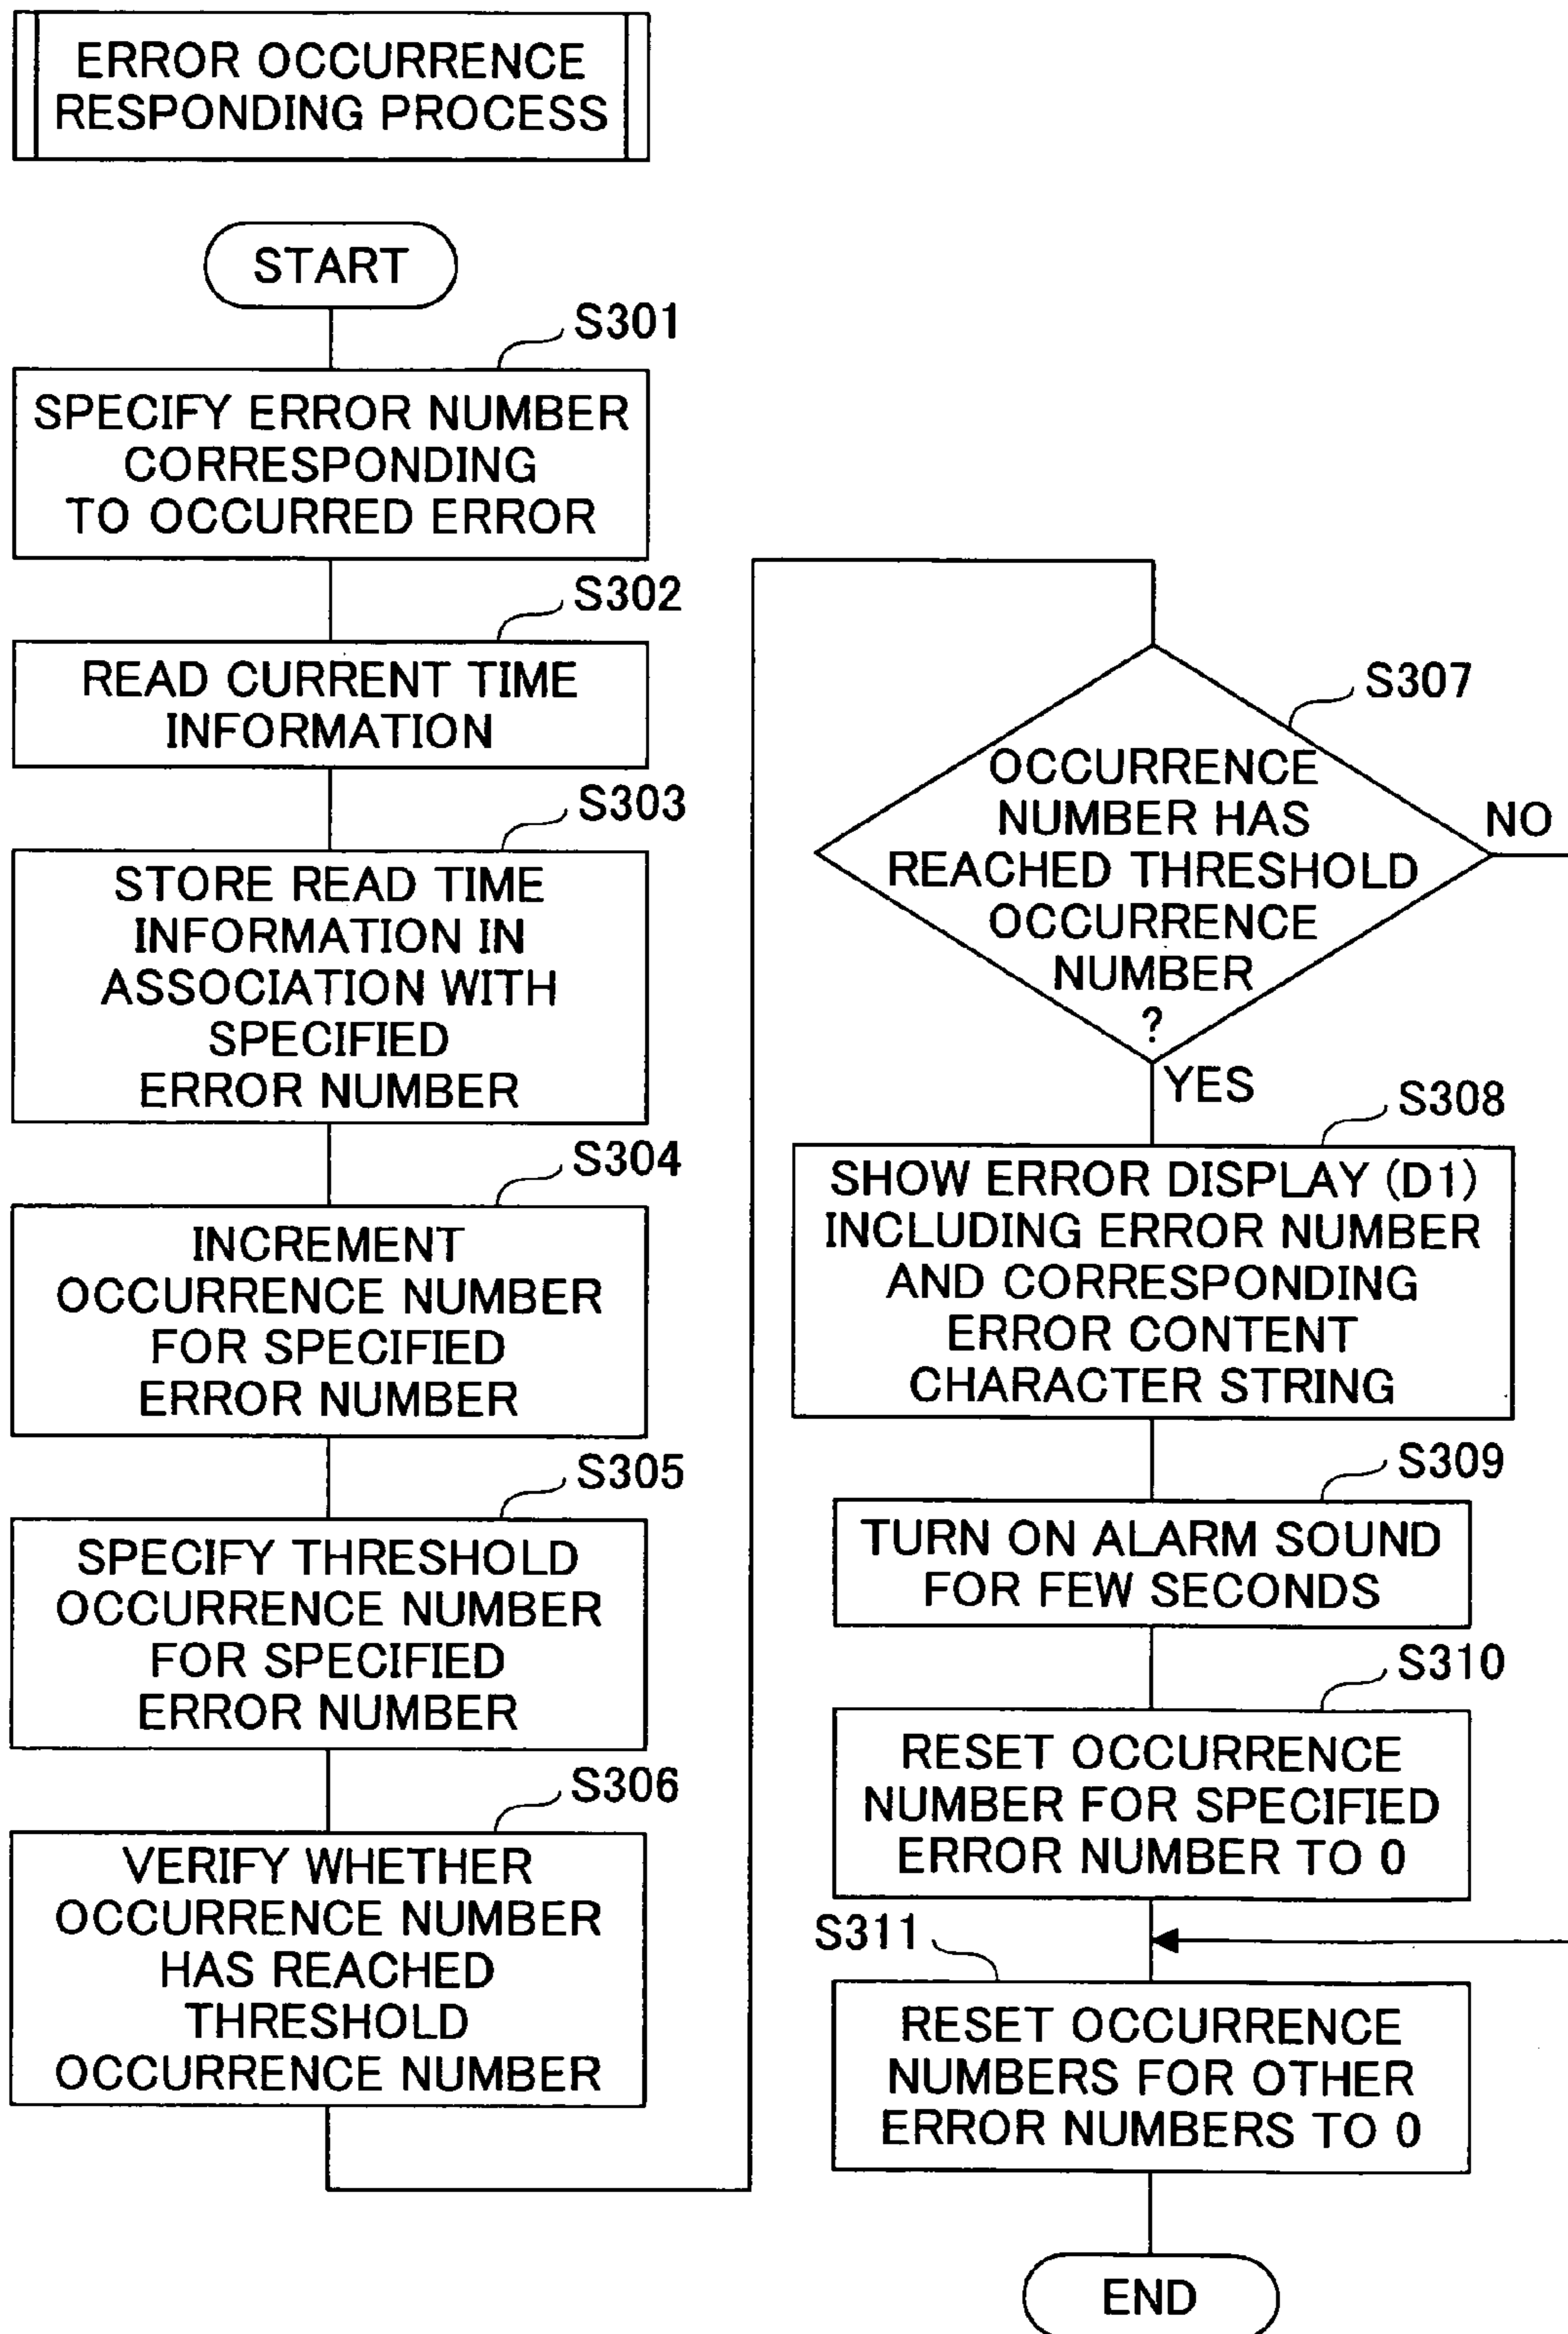 ERROR OCCURRENCE
RESPONDING PROCESS
START
S301
SPECIFY ERROR NUMBER
CORRESPONDING
TO OCCURRED ERROR
S302
READ CURRENT TIME
INFORMATION
S303
STORE READ TIME
INFORMATION IN
ASSOCIATION WITH
SPECIFIED
ERROR NUMBER
S304
INCREMENT
OCCURRENCE NUMBER
FOR SPECIFIED
ERROR NUMBER
S305
SPECIFY THRESHOLD
OCCURRENCE NUMBER
FOR SPECIFIED
ERROR NUMBER
S306
VERIFY WHETHER
OCCURRENCE NUMBER
HAS REACHED
THRESHOLD
OCCURRENCE NUMBER
S307
OCCURRENCE
NUMBER HAS
REACHED THRESHOLD
OCCURRENCE
NUMBER
?
NO
YES
S308
SHOW ERROR DISPLAY (D1)
INCLUDING ERROR NUMBER
AND CORRESPONDING
ERROR CONTENT
CHARACTER STRING
S309
TURN ON ALARM SOUND
FOR FEW SECONDS
S310
RESET OCCURRENCE
NUMBER FOR SPECIFIED
ERROR NUMBER TO 0
S311
RESET OCCURRENCE
NUMBERS FOR OTHER
ERROR NUMBERS TO 0
END